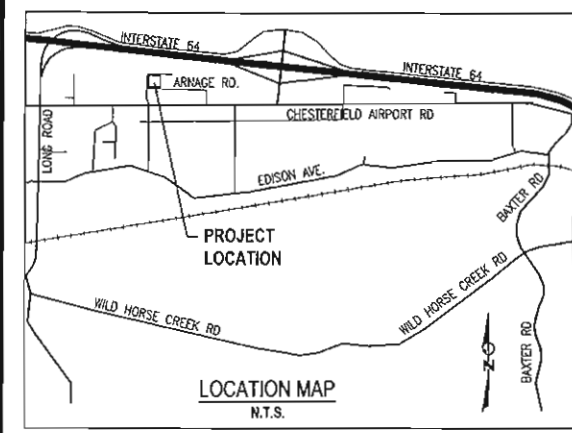 INTERSTATE 64
INTERSTATE 64
ARNAGE RD.
CHESTERFIELD AIRPORT RD
LONG ROAD
EDISON AVE.
BAXTER RD
PROJECT
LOCATION
WILD HORSE CREEK RD
WILD HORSE CREEK RD
BAXTER RD
N
LOCATION MAP
N.T.S.